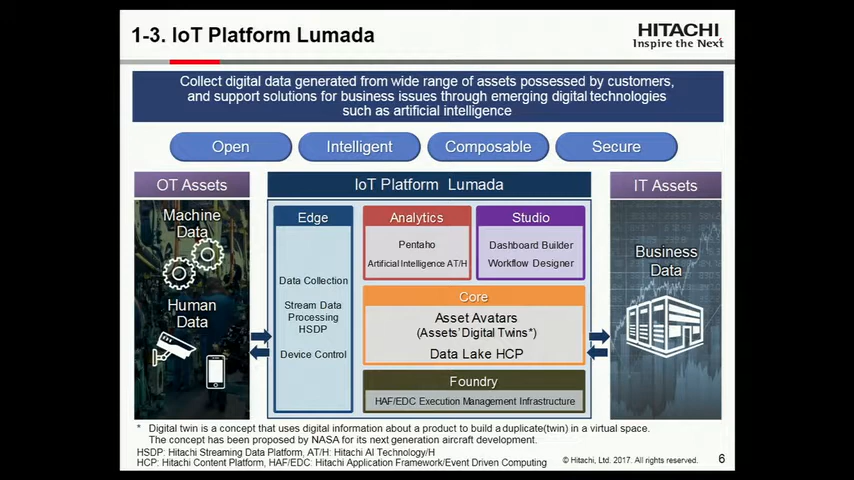 1-3. IoT Platform Lumada
HITACHI
Inspire the Next
Collect digital data generated from wide range of assets possessed by customers,
and support solutions for business issues through emerging digital technologies
such as artificial intelligence
Open
Intelligent
Composable
Secure
OT Assets
Machine
Data
Human
Data
IoT Platform Lumada
Edge
Data Collection
Stream Data
Processing
HSDP
Device Control
Analytics
Pentaho
Artificial Intelligence AT/H
Studio
Dashboard Builder
Workflow Designer
Core
Asset Avatars
(Assets' Digital Twins*)
Data Lake HCP
Foundry
HAF/EDC Execution Management Infrastructure
IT Assets
Business
Data
* Digital twin is a concept that uses digital information about a product to build a duplicate(twin) in a virtual space.
The concept has been proposed by NASA for its next generation aircraft development.
HSDP: Hitachi Streaming Data Platform, AT/H: Hitachi AI Technology/H
HCP: Hitachi Content Platform, HAF/EDC: Hitachi Application Framework/Event Driven Computing
© Hitachi, Ltd. 2017. All rights reserved.
6